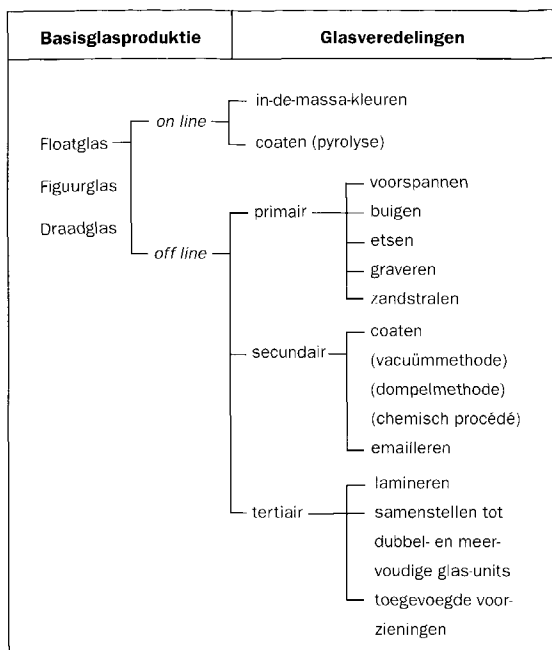 Basisglasproduktie
Glasveredelingen
in-de-massa-kleuren
on line
Floatglas
coaten (pyrolyse)
Figuurglas
voorspannen
primair
buigen
Draadglas
off line
etsen
graveren
zandstralen
coaten
secundair
(vacuümmethode)
(dompelmethode)
(chemisch procédé)
emailleren
lamineren
tertiair
samenstellen tot
dubbel- en meer-
voudige glas-units
toegevoegde voor-
zieningen